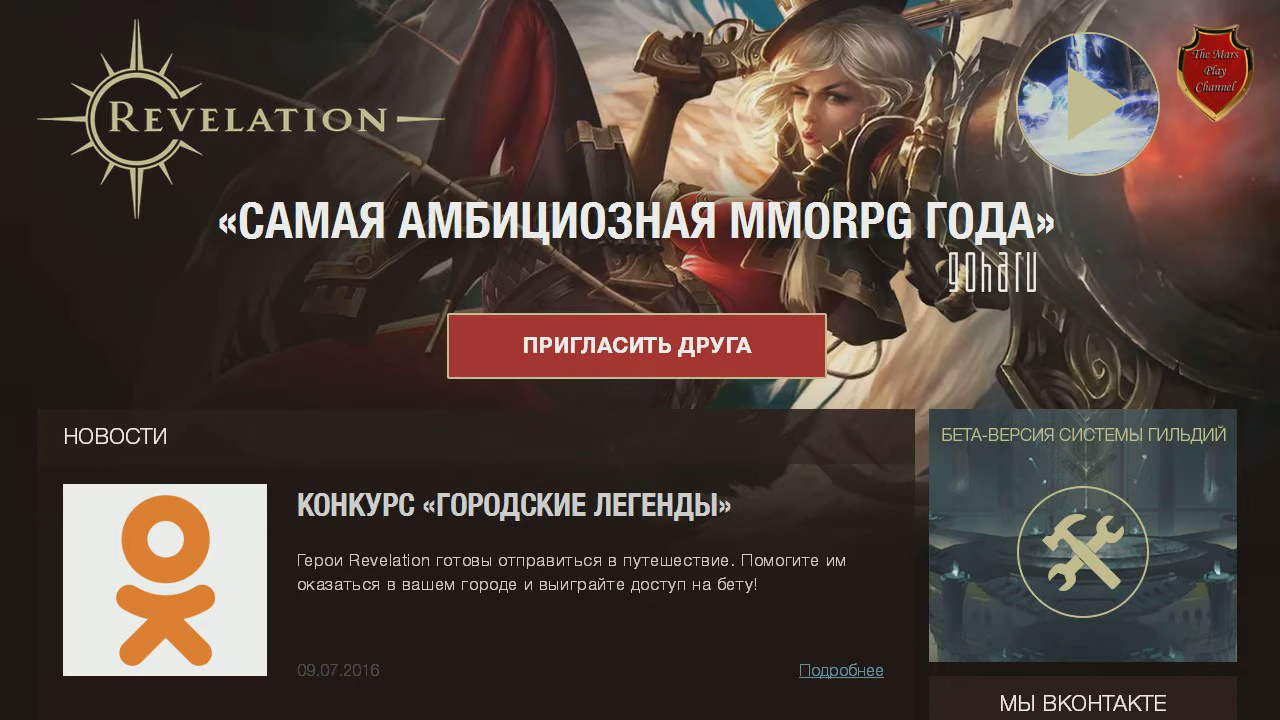 REVELATION
The Mars
Play
Channel
«САМАЯ АМБИЦИОЗНАЯ MMORPG ГОДА»
goharu
ПРИГЛАСИТЬ ДРУГА
НОВОСТИ
БЕТА-ВЕРСИЯ СИСТЕМЫ ГИЛЬДИЙ
КОНКУРС «ГОРОДСКИЕ ЛЕГЕНДЫ»
Герои Revelation готовы отправиться в путешествие. Помогите им
оказаться в вашем городе и выиграйте доступ на бету!
09.07.2016
Подробнее
МЫ ВКОНТАКТЕ